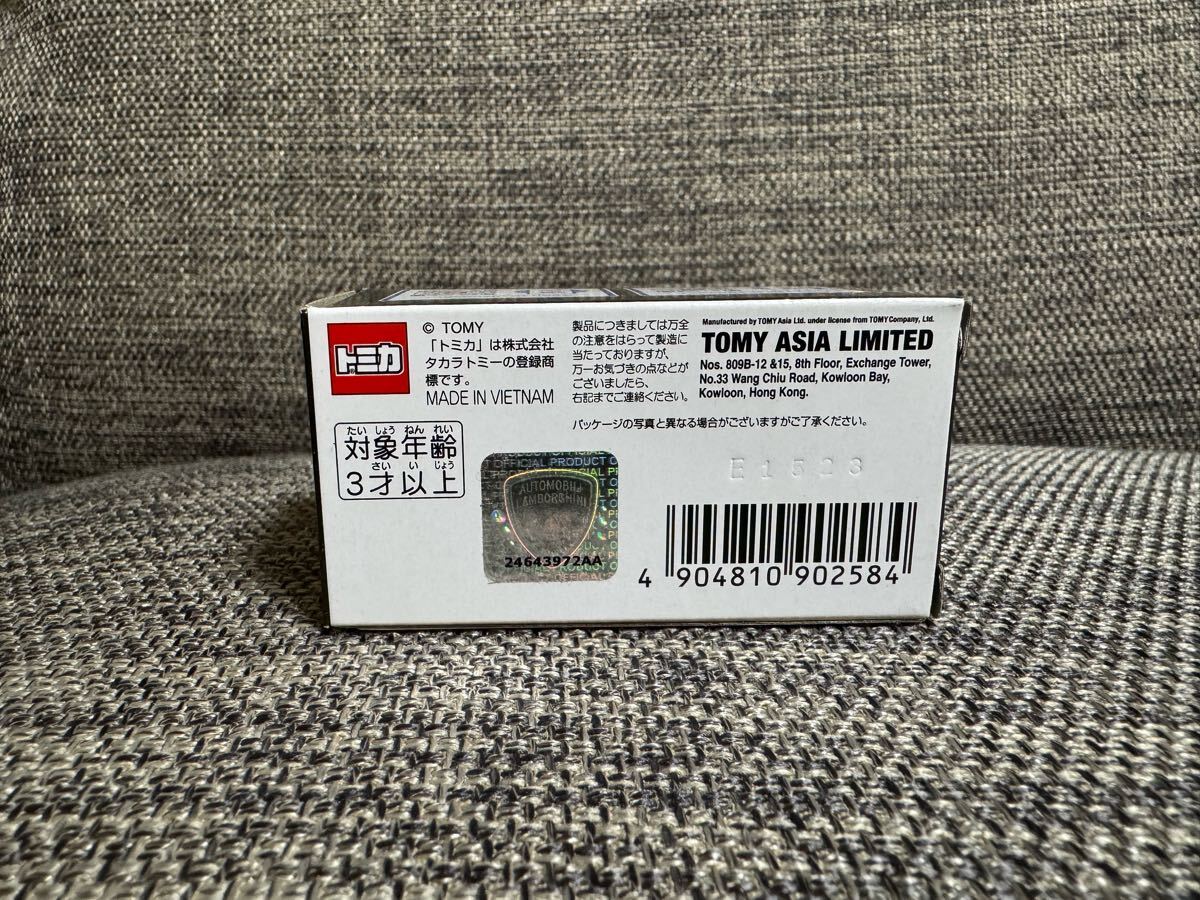 トミカ
© TOMY
「トミカ」は株式会社
タカラトミーの登録商
標です。
MADE IN VIETNAM
製品につきましては万全
の注意をはらって製造に
当たっておりますが、
万一お気づきの点などが
ございましたら、
右記までご連絡ください。
Manufactured by TOMY Asia Ltd. under license from TOMY Company, Ltd.
TOMY ASIA LIMITED
Nos. 809B-12 &15, 8th Floor, Exchange Tower,
No.33 Wang Chiu Road, Kowloon Bay,
Kowloon, Hong Kong.
パッケージの写真と異なる場合がございますがご了承ください。
たいしょうねんれい
対象年齢
さいいじょう
3才以上
OFFICIAL PRODUCT
AUTOMOBILI
LAMBORGHINI
24643972AA
E1523
4 904810 902584